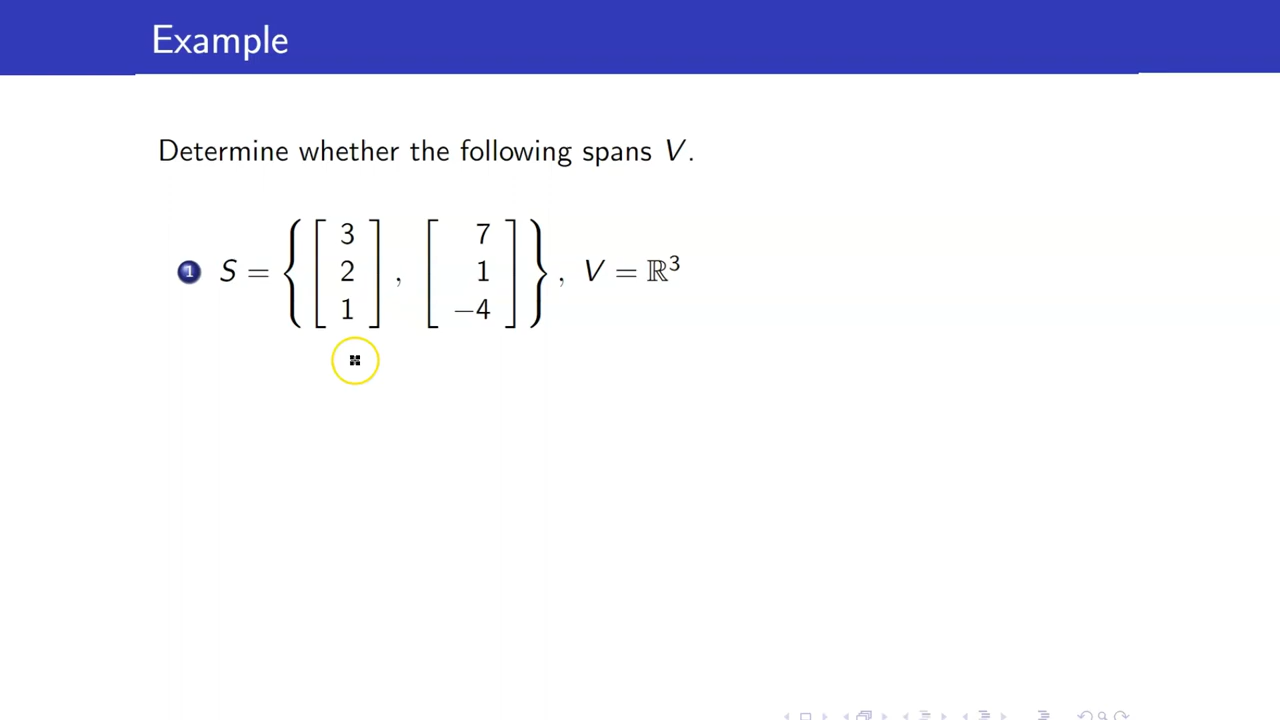 Example
Determine whether the following spans V.
1 S = { [ 3 2 1 ] , [ 7 1 −4 ] } , V = ℝ³